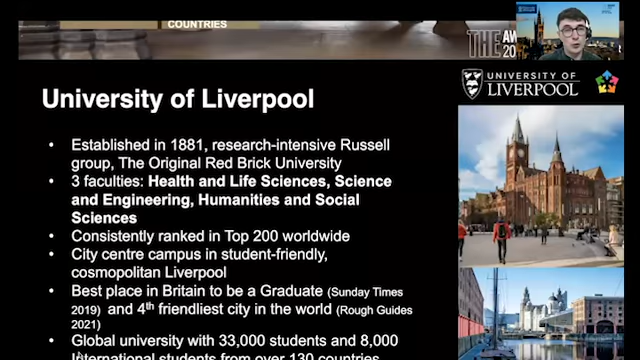 COUNTRIES
THE AW
20
UNIVERSITY OF
LIVERPOOL
University of Liverpool
• Established in 1881, research-intensive Russell
group, The Original Red Brick University
• 3 faculties: Health and Life Sciences, Science
and Engineering, Humanities and Social
Sciences
• Consistently ranked in Top 200 worldwide
• City centre campus in student-friendly,
cosmopolitan Liverpool
• Best place in Britain to be a Graduate (Sunday Times
2019) and 4th friendliest city in the world (Rough Guides
2021)
• Global university with 33,000 students and 8,000
International students from over 130 countries